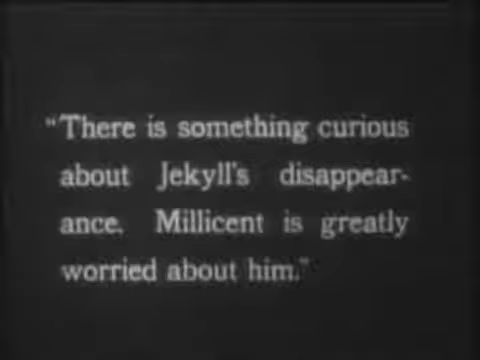 "There is something curious
about Jekyll's disappear-
ance. Millicent is greatly
worried about him."